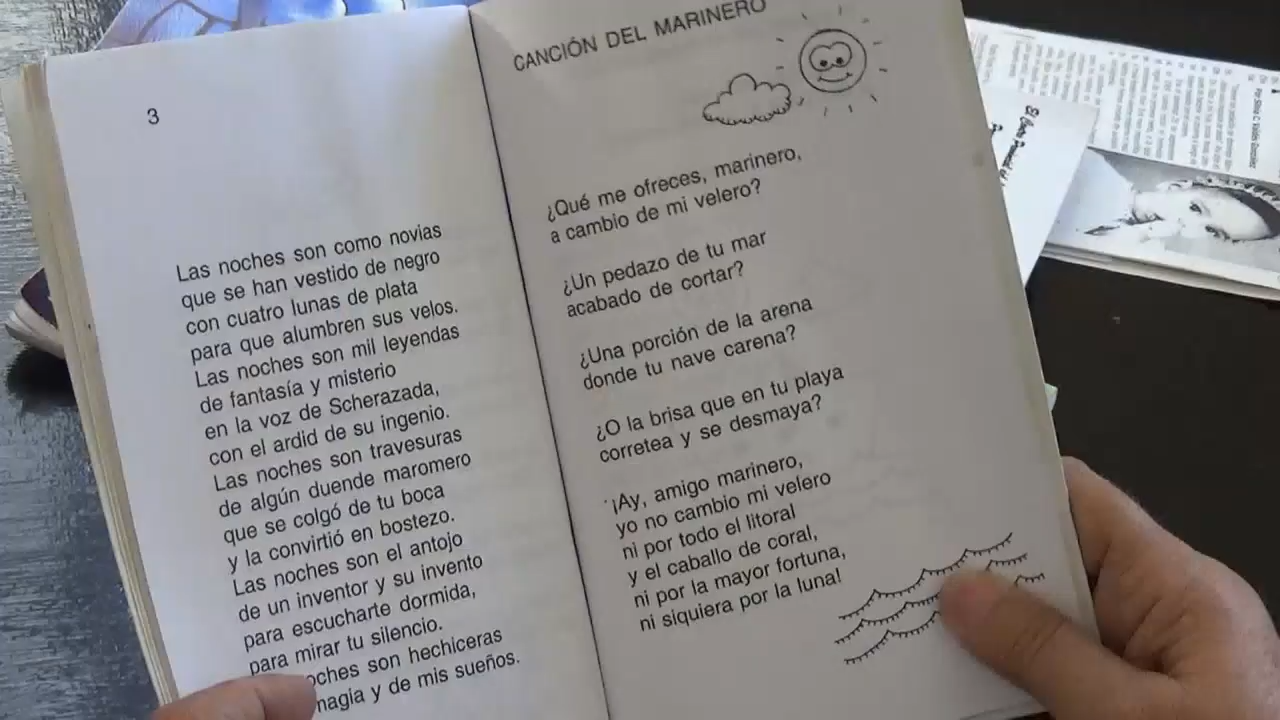 3
Las noches son como novias
que se han vestido de negro
con cuatro lunas de plata
para que alumbren sus velos.
Las noches son mil leyendas
de fantasía y misterio
en la voz de Scherazada,
con el ardid de su ingenio.
Las noches son travesuras
de algún duende maromero
que se colgó de tu boca
y la convirtió en bostezo.
Las noches son el antojo
de un inventor y su invento
para escucharte dormida,
para mirar tu silencio.
son hechiceras
magia y de mis sueños.
CANCIÓN DEL MARINERO
¿Qué me ofreces, marinero,
a cambio de mi velero?
¿Un pedazo de tu mar
acabado de cortar?
¿Una porción de la arena
donde tu nave carena?
¿O la brisa que en tu playa
corretea y se desmaya?
¡Ay, amigo marinero,
yo no cambio mi velero
ni por todo el litoral
y el caballo de coral,
ni por la mayor fortuna,
ni siquiera por la luna!